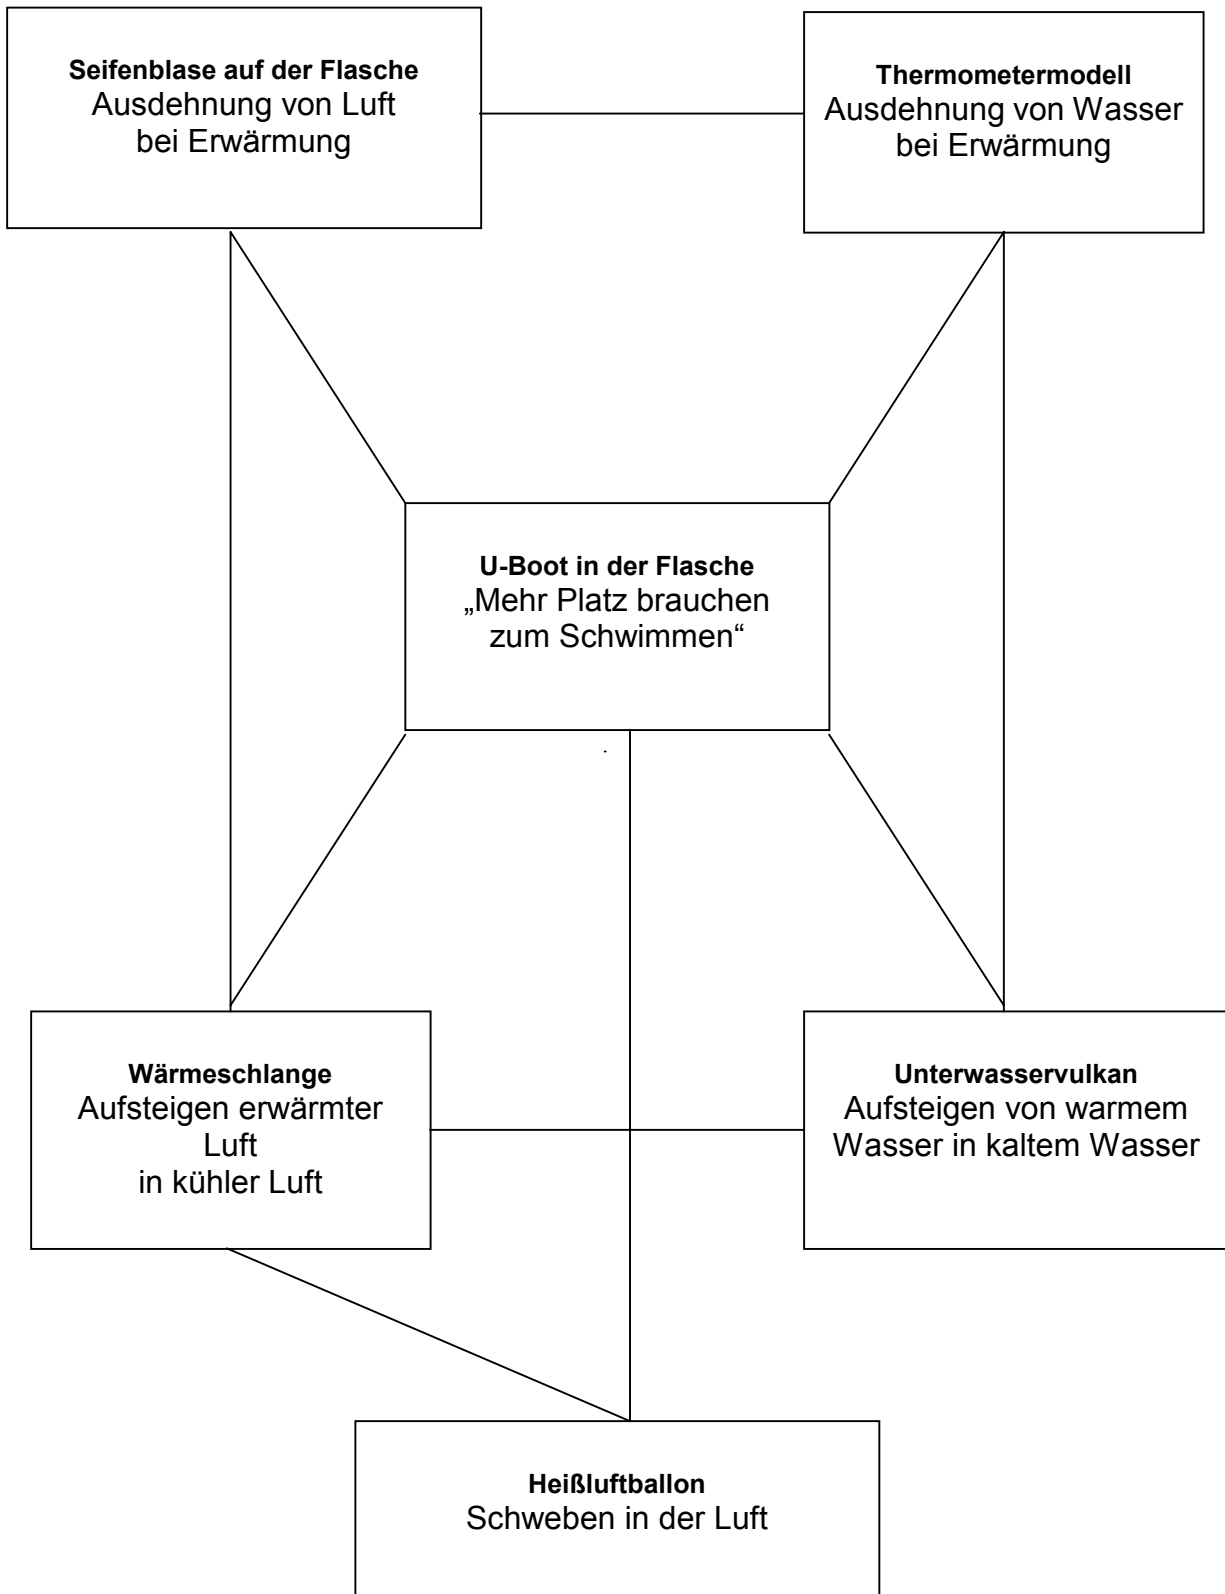 Seifenblase auf der Flasche
Ausdehnung von Luft
bei Erwärmung
Thermometermodell
Ausdehnung von Wasser
bei Erwärmung
U-Boot in der Flasche
„Mehr Platz brauchen
zum Schwimmen“
Wärmeschlange
Aufsteigen erwärmter
Luft
in kühler Luft
Unterwasservulkan
Aufsteigen von warmem
Wasser in kaltem Wasser
Heißluftballon
Schweben in der Luft